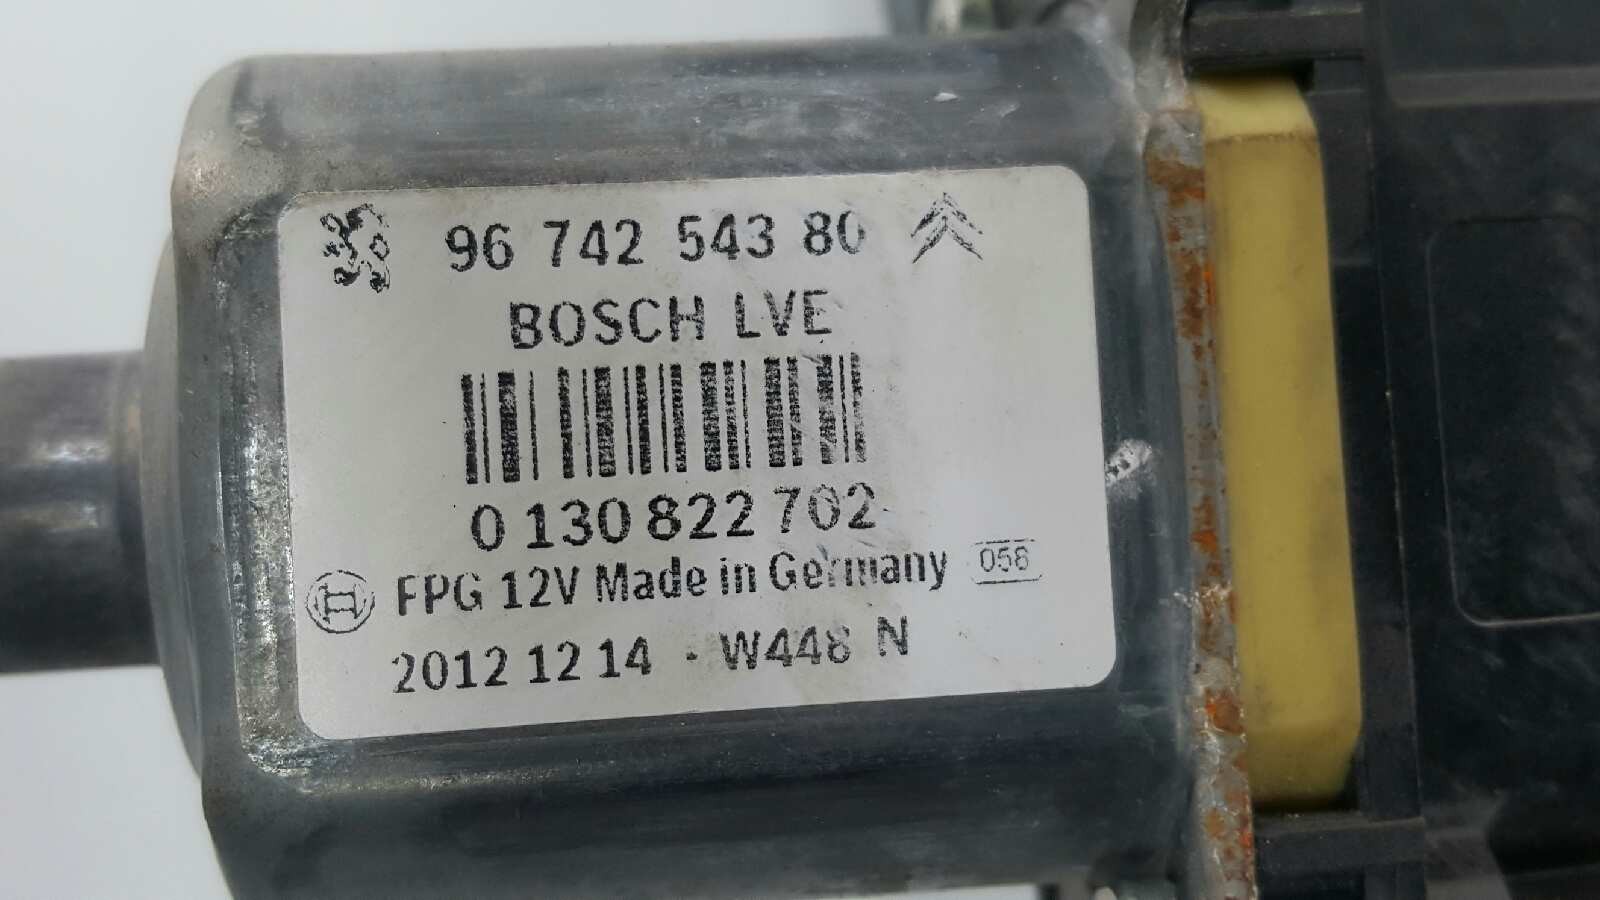 96 742 543 80
BOSCH LVE
0 130 822 702
FPG 12V Made in Germany 058
2012 12 14 - W448 N